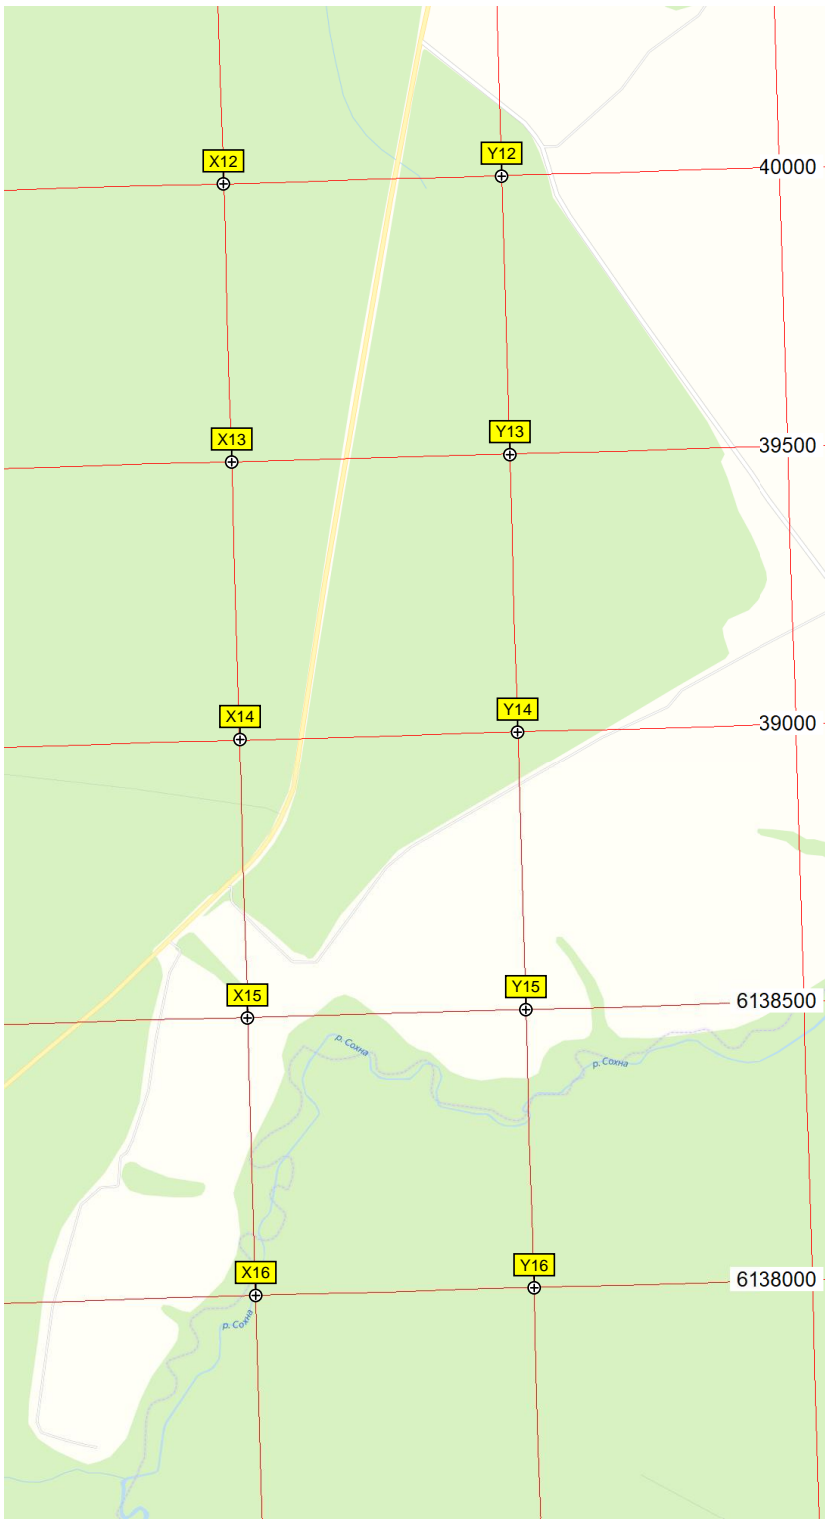 X12
Y12
40000
X13
Y13
39500
X14
Y14
39000
X15
Y15
6138500
р. Сохна
р. Сохна
X16
Y16
6138000
р. Сохна